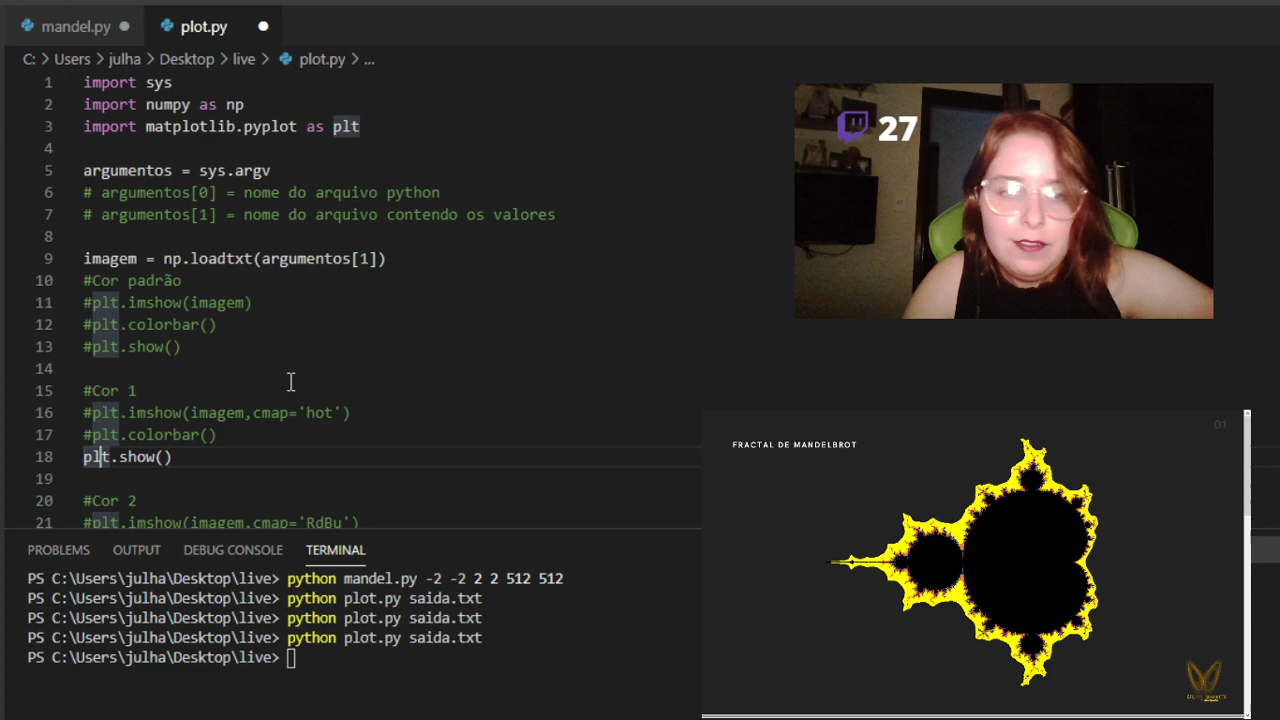 mandel.py
plot.py
C: > Users > julha > Desktop > live > plot.py > ...
1 import sys
2 import numpy as np
3 import matplotlib.pyplot as plt
4
5 argumentos = sys.argv
6 # argumentos[0] = nome do arquivo python
7 # argumentos[1] = nome do arquivo contendo os valores
8
9 imagem = np.loadtxt(argumentos[1])
10 #Cor padrão
11 #plt.imshow(imagem)
12 #plt.colorbar()
13 #plt.show()
14
15 #Cor 1
16 #plt.imshow(imagem,cmap='hot')
17 #plt.colorbar()
18 plt.show()
19
20 #Cor 2
21 #plt.imshow(imagem,cmap='RdBu')
27
01
FRACTAL DE MANDELBROT
PROBLEMS OUTPUT DEBUG CONSOLE TERMINAL
PS C:\Users\julha\Desktop\live> python mandel.py -2 -2 2 2 512 512
PS C:\Users\julha\Desktop\live> python plot.py saida.txt
PS C:\Users\julha\Desktop\live> python plot.py saida.txt
PS C:\Users\julha\Desktop\live> python plot.py saida.txt
PS C:\Users\julha\Desktop\live>